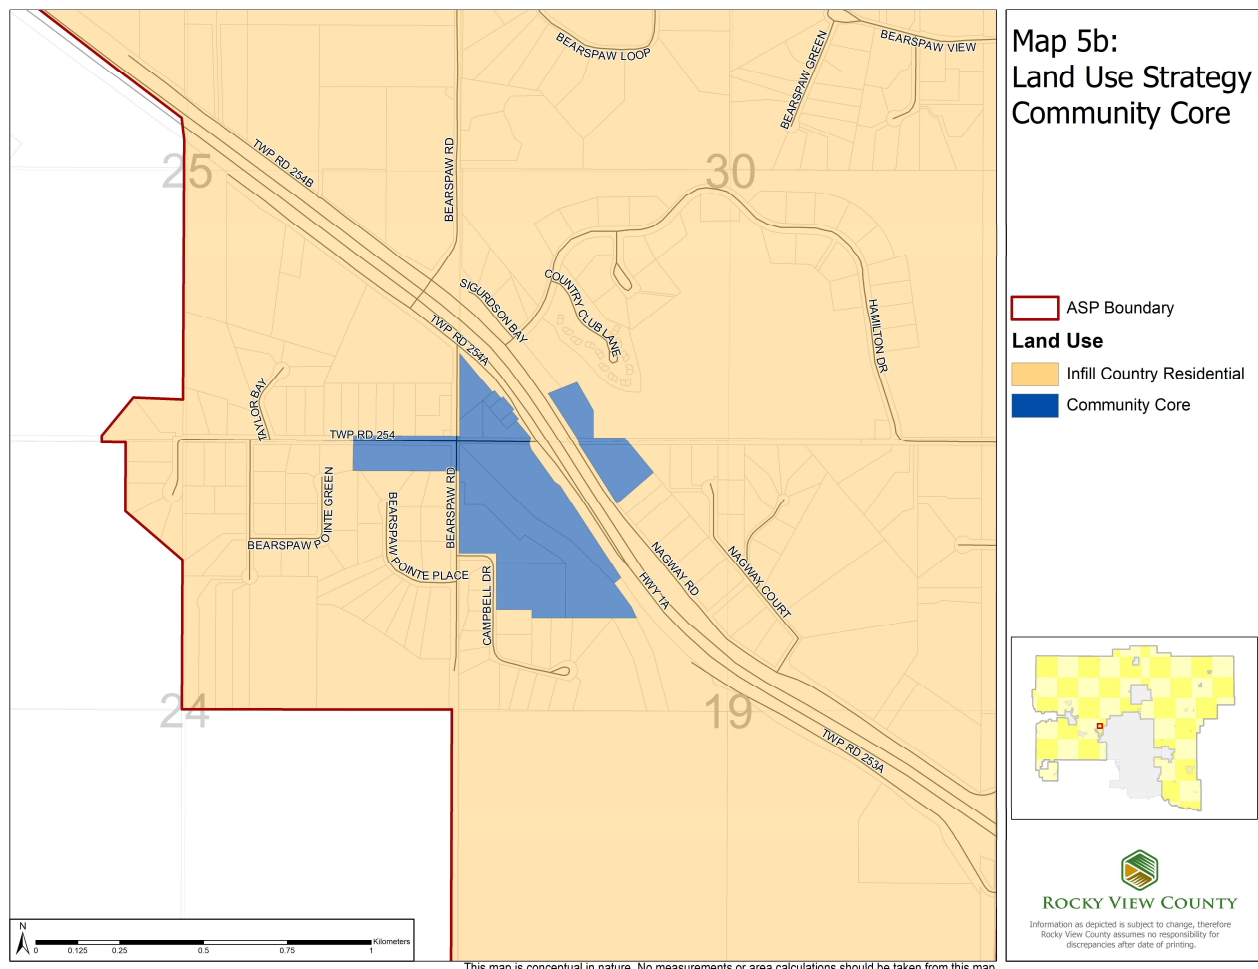 Map 5b:
Land Use Strategy
Community Core
BEARSPAW LOOP
BEARSPAW GREEN
BEARSPAW VIEW
TWP RD 254B
BEARSPAW RD
25
30
SIGURDSON BAY
COUNTRY CLUB LANE
HAMILTON DR
TWP RD 254A
TAYLOR BAY
TWP RD 254
BEARSPAW POINTE GREEN
BEARSPAW POINTE PLACE
BEARSPAW RD
CAMPBELL DR
HWY 1A
NAGWAY RD
NAGWAY COURT
24
19
TWP RD 253A
ASP Boundary
Land Use
Infill Country Residential
Community Core
N
0 0.125 0.25 0.5 0.75 1
Kilometers
ROCKY VIEW COUNTY
Information as depicted is subject to change, therefore
Rocky View County assumes no responsibility for
discrepancies after date of printing.
This map is conceptual in nature. No measurements or area calculations should be taken from this map